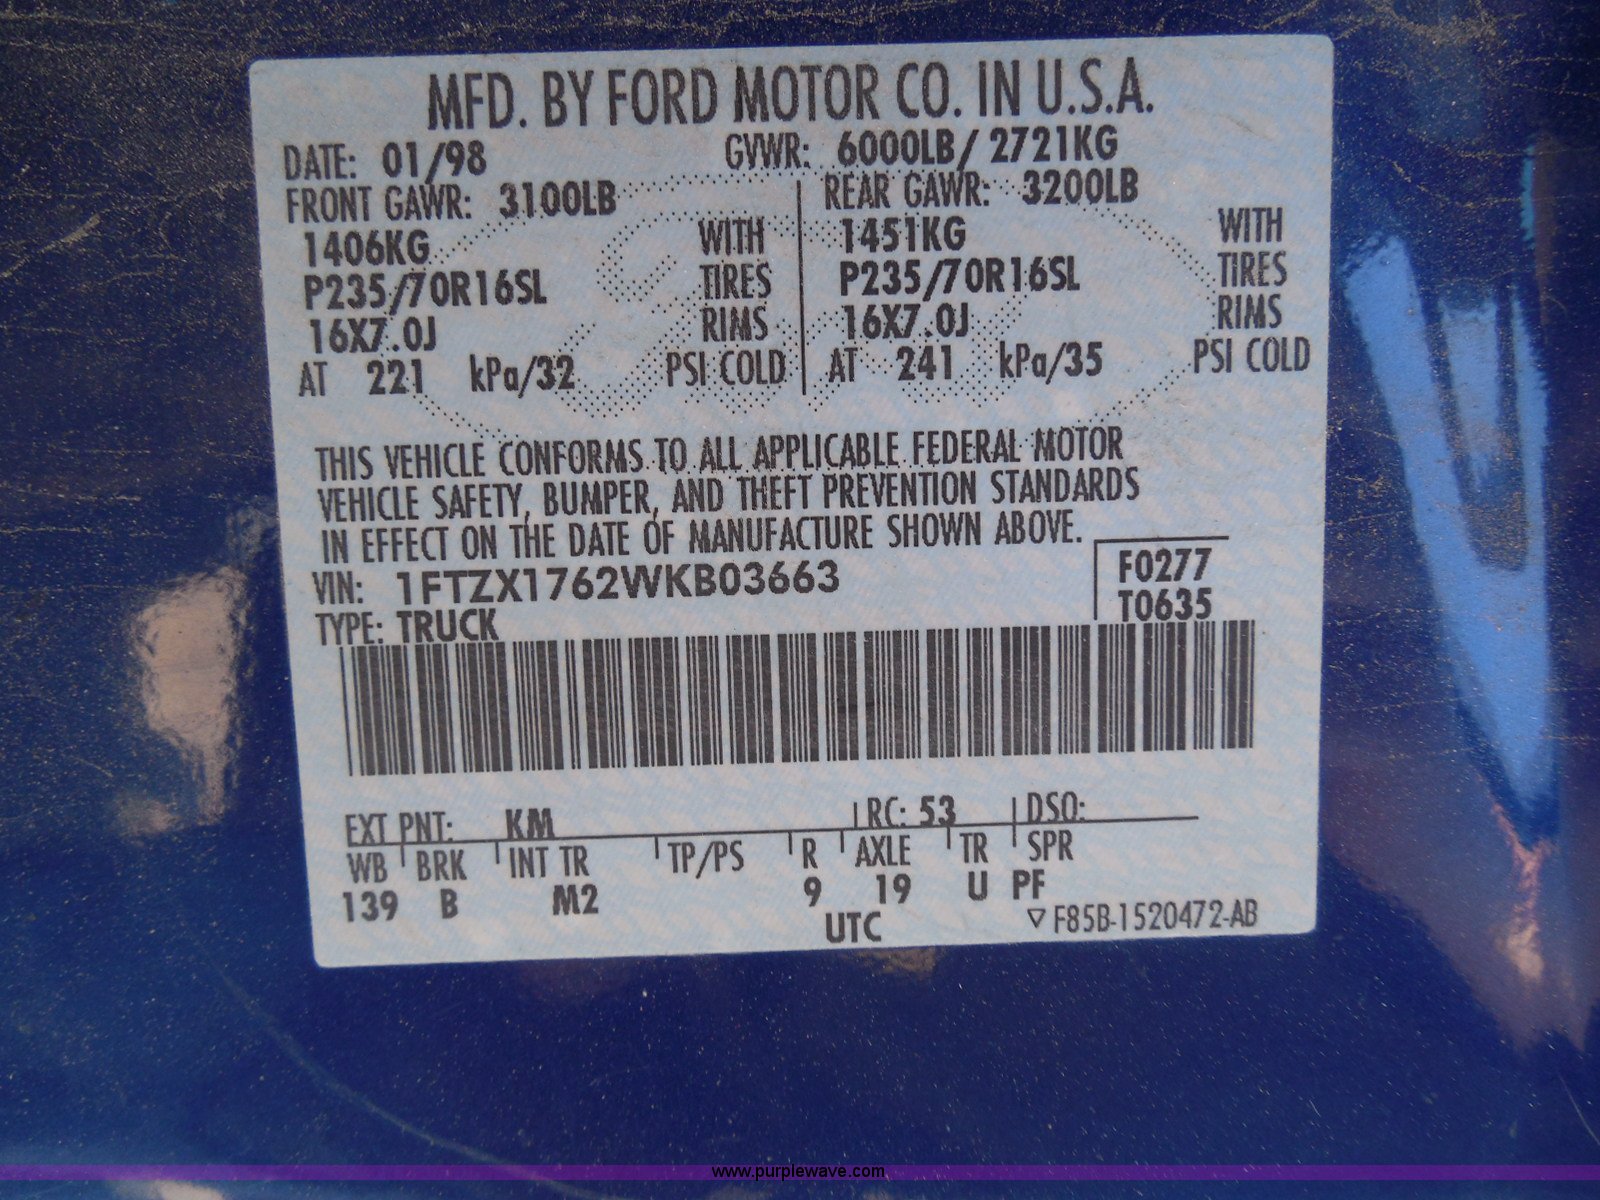 MFD. BY FORD MOTOR CO. IN U.S.A.
DATE: 01/98 GVWR: 6000LB/ 2721KG
FRONT GAWR: 3100LB REAR GAWR: 3200LB
1406KG WITH 1451KG WITH
P235/70R16SL TIRES P235/70R16SL TIRES
16X7.0J RIMS 16X7.0J RIMS
AT 221 kPa/32 PSI COLD AT 241 kPa/35 PSI COLD
THIS VEHICLE CONFORMS TO ALL APPLICABLE FEDERAL MOTOR
VEHICLE SAFETY, BUMPER, AND THEFT PREVENTION STANDARDS
IN EFFECT ON THE DATE OF MANUFACTURE SHOWN ABOVE.
VIN: 1FTZX1762WKB03663 F0277
TYPE: TRUCK T0635
EXT PNT: KM RC: 53 DSO:
WB BRK INT TR TP/PS R AXLE TR SPR
139 B M2 9 19 U PF
UTC ▽ F85B-1520472-AB
www.purplewave.com